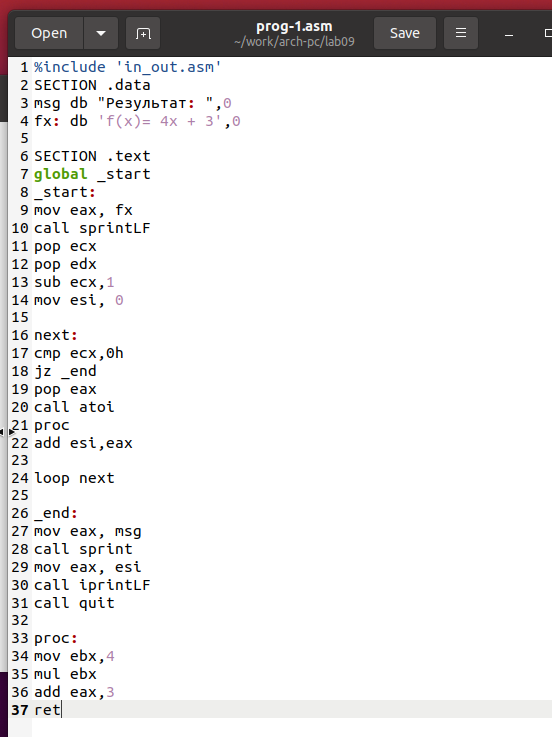 Open
prog-1.asm
~/work/arch-pc/lab09
Save
1 %include 'in_out.asm'
2 SECTION .data
3 msg db "Результат: ",0
4 fx: db 'f(x)= 4x + 3',0
5
6 SECTION .text
7 global _start
8 _start:
9 mov eax, fx
10 call sprintLF
11 pop ecx
12 pop edx
13 sub ecx,1
14 mov esi, 0
15
16 next:
17 cmp ecx,0h
18 jz _end
19 pop eax
20 call atoi
21 proc
22 add esi,eax
23
24 loop next
25
26 _end:
27 mov eax, msg
28 call sprint
29 mov eax, esi
30 call iprintLF
31 call quit
32
33 proc:
34 mov ebx,4
35 mul ebx
36 add eax,3
37 ret